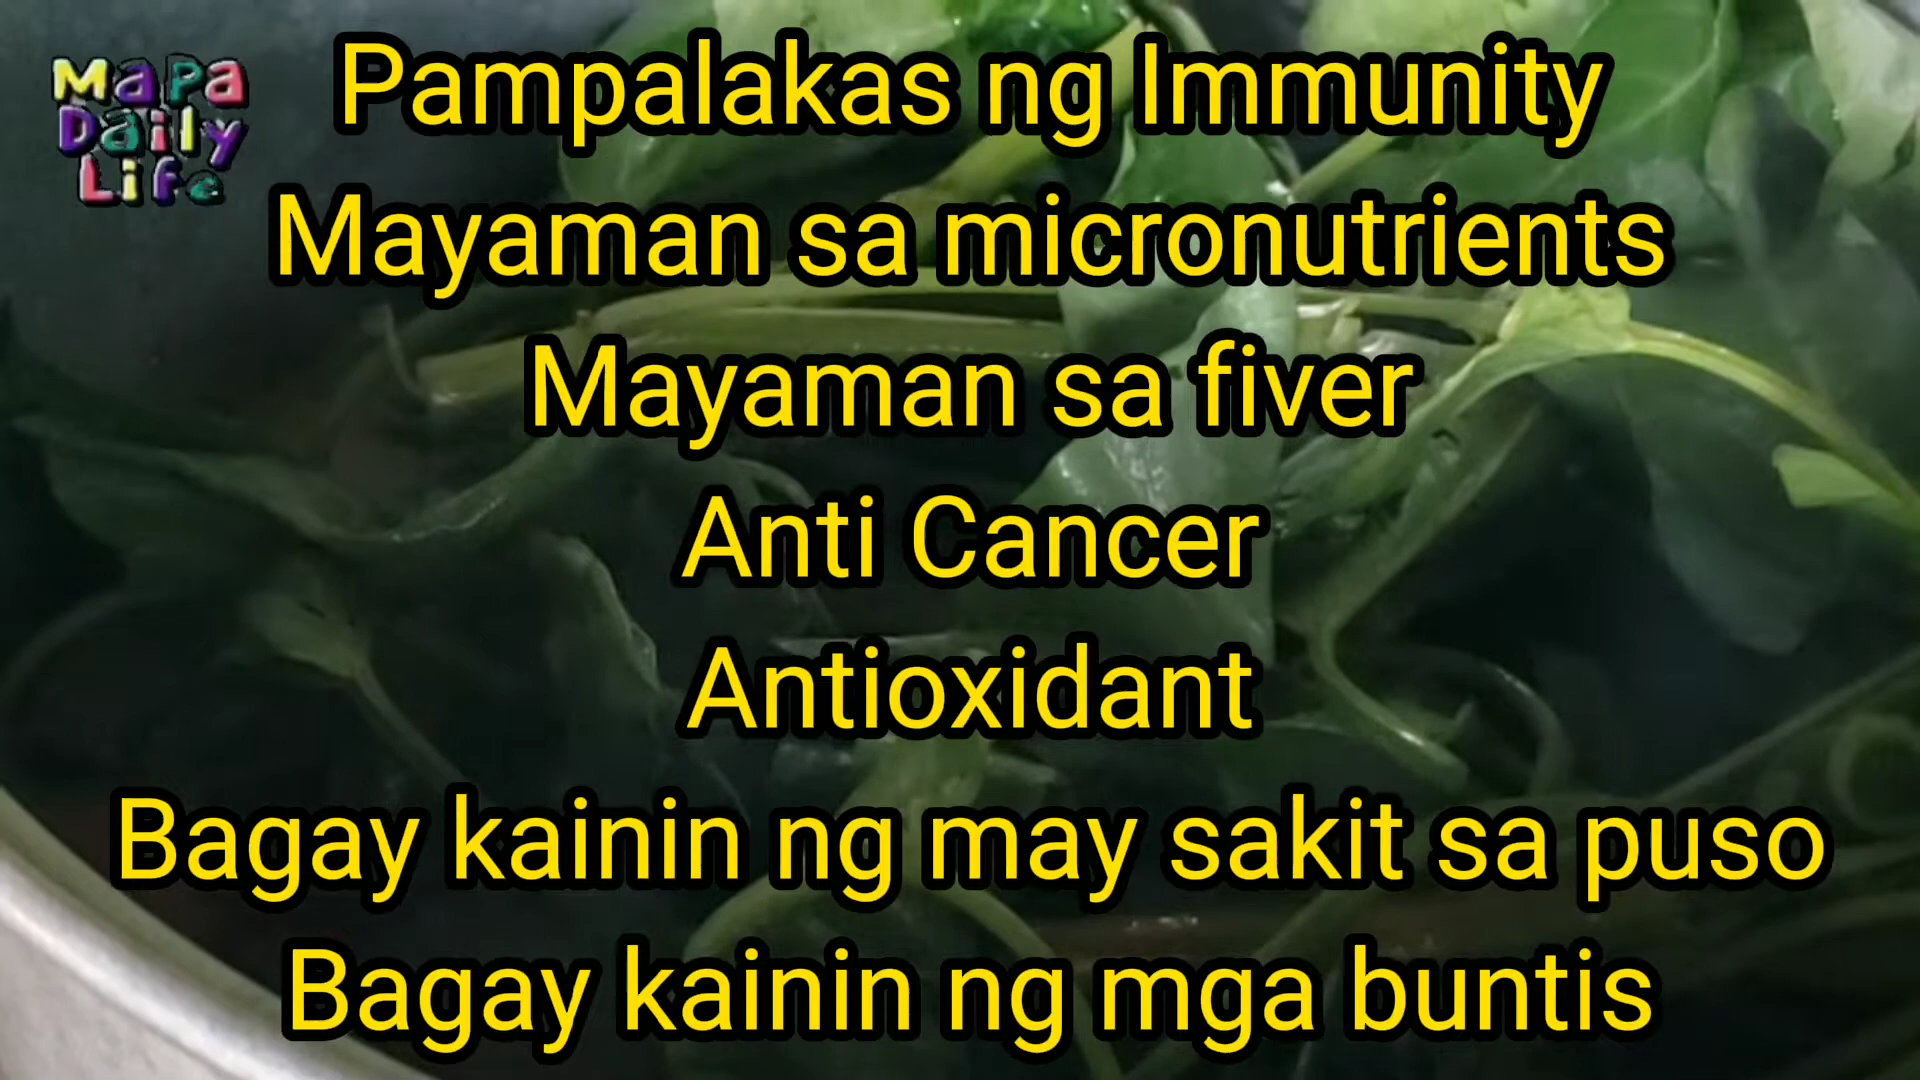 MaPa
Daily
Life
Pampalakas ng Immunity
Mayaman sa micronutrients
Mayaman sa fiver
Anti Cancer
Antioxidant
Bagay kainin ng may sakit sa puso
Bagay kainin ng mga buntis